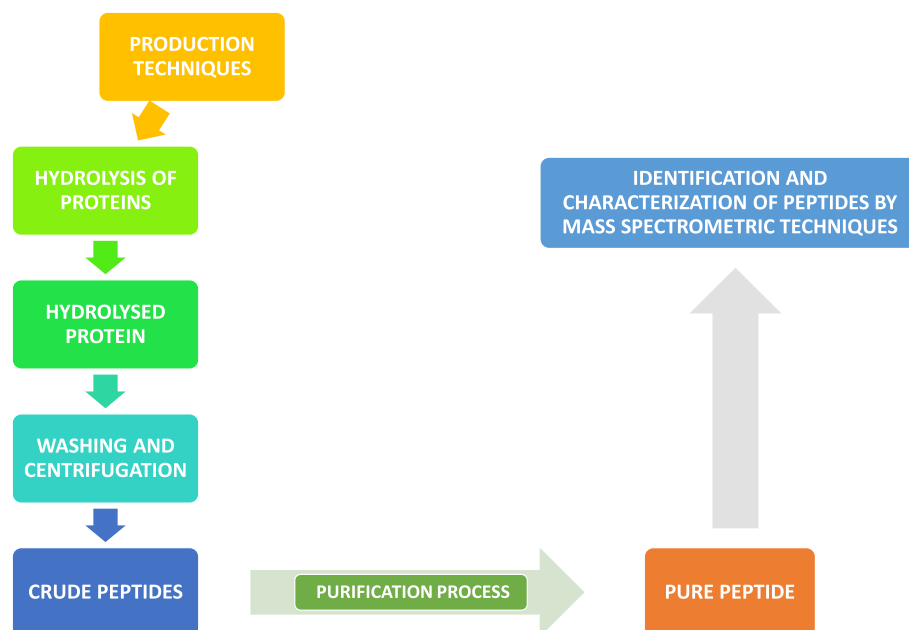 PRODUCTION
TECHNIQUES
HYDROLYSIS OF
PROTEINS
HYDROLYSED
PROTEIN
WASHING AND
CENTRIFUGATION
CRUDE PEPTIDES
PURIFICATION PROCESS
PURE PEPTIDE
IDENTIFICATION AND
CHARACTERIZATION OF PEPTIDES BY
MASS SPECTROMETRIC TECHNIQUES